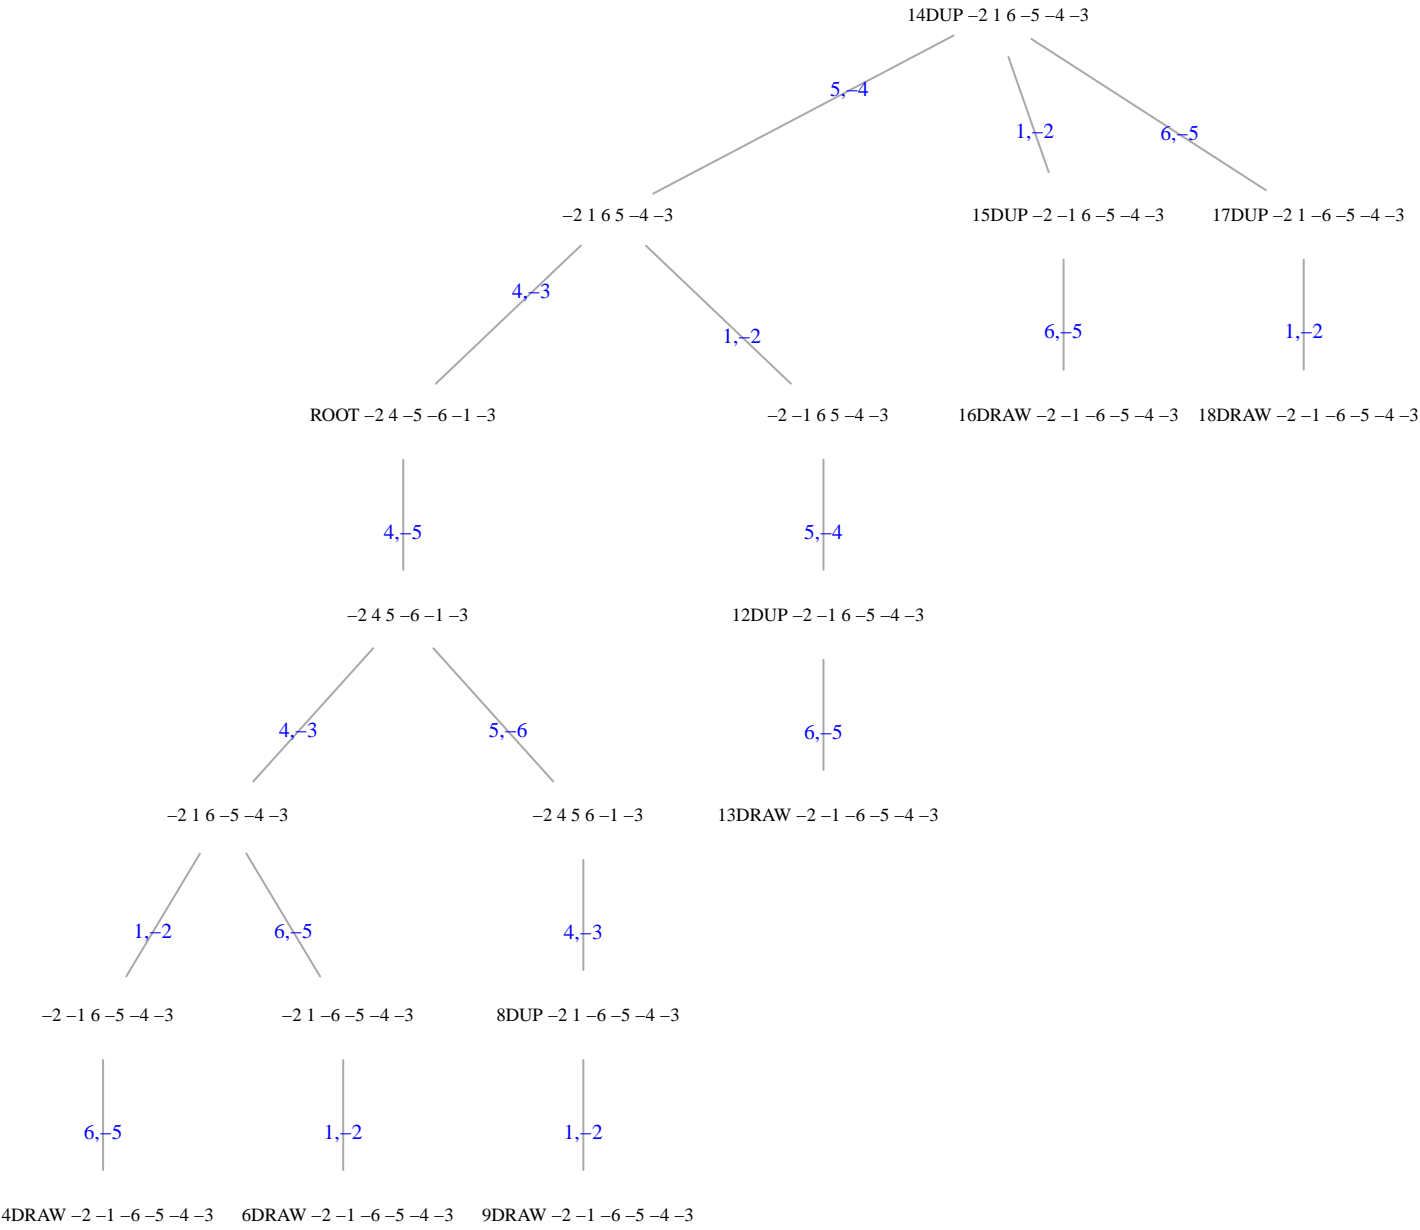 14DUP –2 1 6 –5 –4 –3
5,–4
1,–2
6,–5
–2 1 6 5 –4 –3
15DUP –2 –1 6 –5 –4 –3
17DUP –2 1 –6 –5 –4 –3
4,–3
1,–2
6,–5
1,–2
ROOT –2 4 –5 –6 –1 –3
–2 –1 6 5 –4 –3
16DRAW –2 –1 –6 –5 –4 –3
18DRAW –2 –1 –6 –5 –4 –3
4,–5
5,–4
–2 4 5 –6 –1 –3
12DUP –2 –1 6 –5 –4 –3
4,–3
5,–6
6,–5
–2 1 6 –5 –4 –3
–2 4 5 6 –1 –3
13DRAW –2 –1 –6 –5 –4 –3
1,–2
6,–5
4,–3
–2 –1 6 –5 –4 –3
–2 1 –6 –5 –4 –3
8DUP –2 1 –6 –5 –4 –3
6,–5
1,–2
1,–2
4DRAW –2 –1 –6 –5 –4 –3
6DRAW –2 –1 –6 –5 –4 –3
9DRAW –2 –1 –6 –5 –4 –3